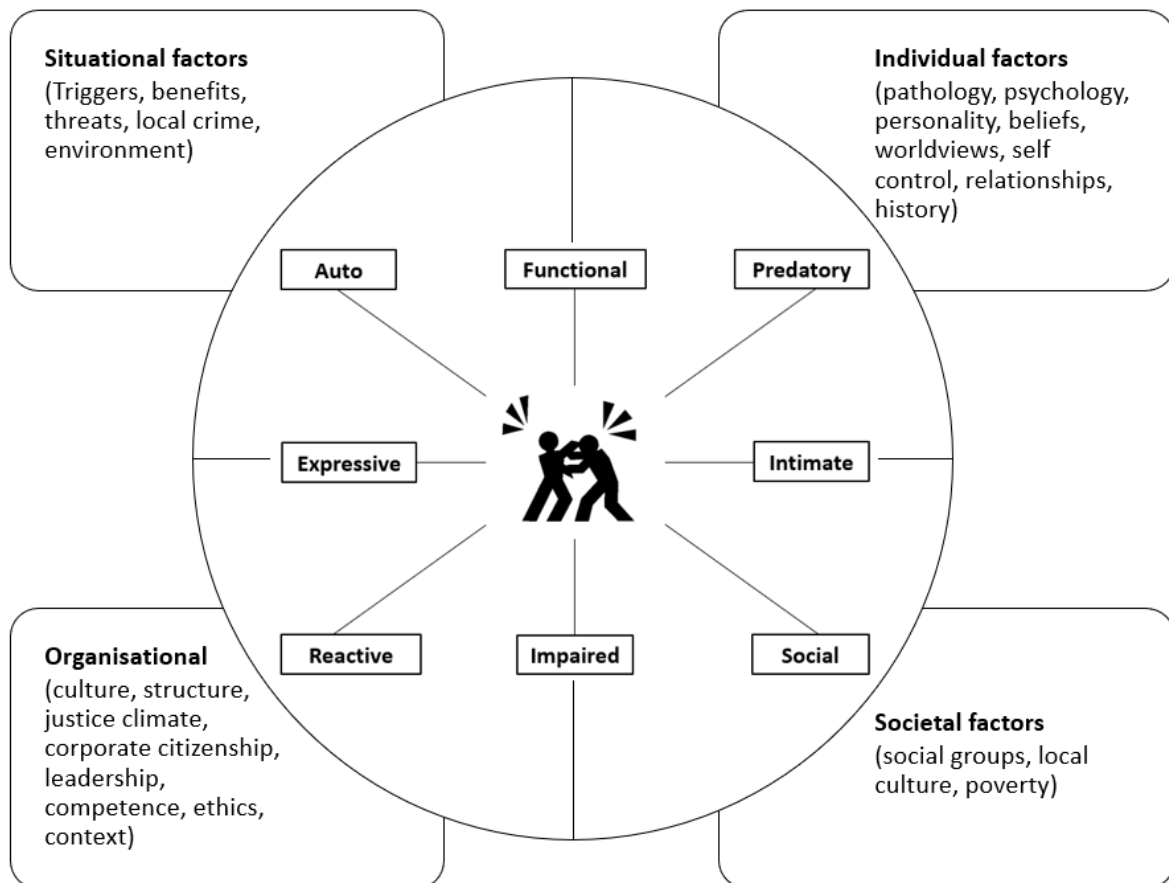 Situational factors
(Triggers, benefits,
threats, local crime,
environment)
Individual factors
(pathology, psychology,
personality, beliefs,
worldviews, self
control, relationships,
history)
Auto
Functional
Predatory
Expressive
Intimate
Reactive
Impaired
Social
Organisational
(culture, structure,
justice climate,
corporate citizenship,
leadership,
competence, ethics,
context)
Societal factors
(social groups, local
culture, poverty)